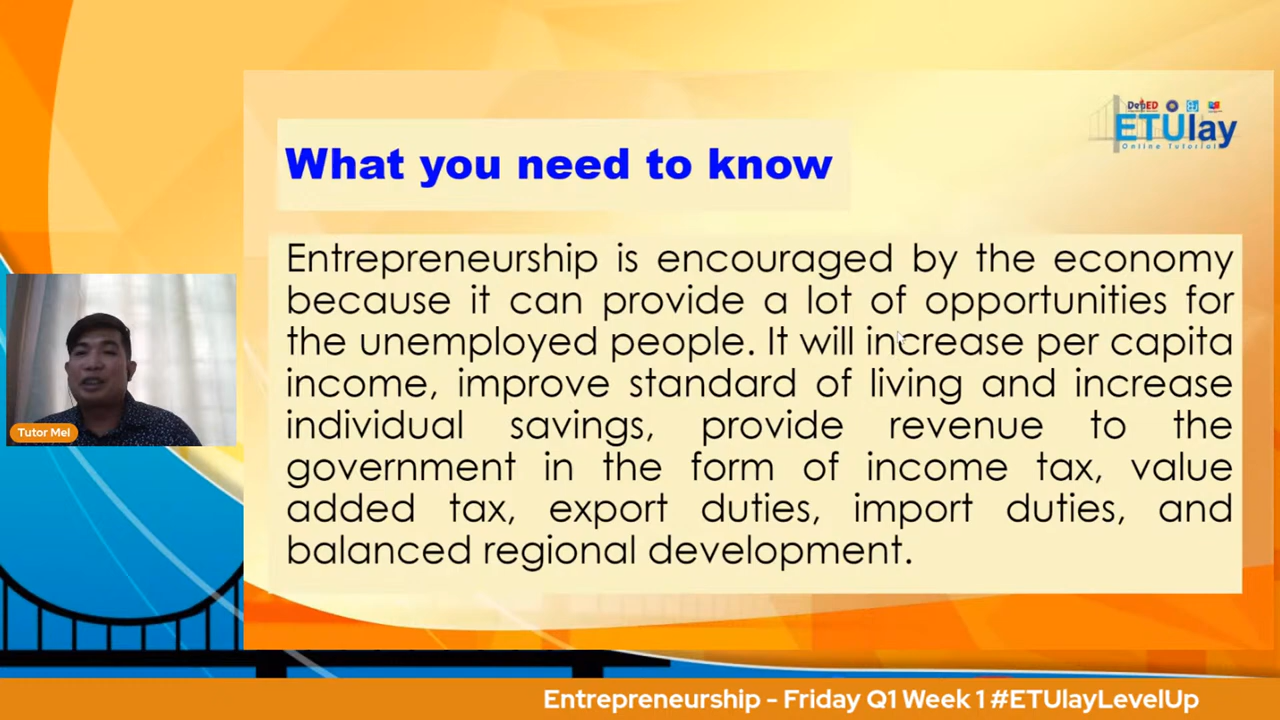 DepED
ETUlay
Online Tutorial
What you need to know
Entrepreneurship is encouraged by the economy
because it can provide a lot of opportunities for
the unemployed people. It will increase per capita
income, improve standard of living and increase
individual savings, provide revenue to the
government in the form of income tax, value
added tax, export duties, import duties, and
balanced regional development.
Tutor Mel
Entrepreneurship - Friday Q1 Week 1 #ETUlayLevelUp